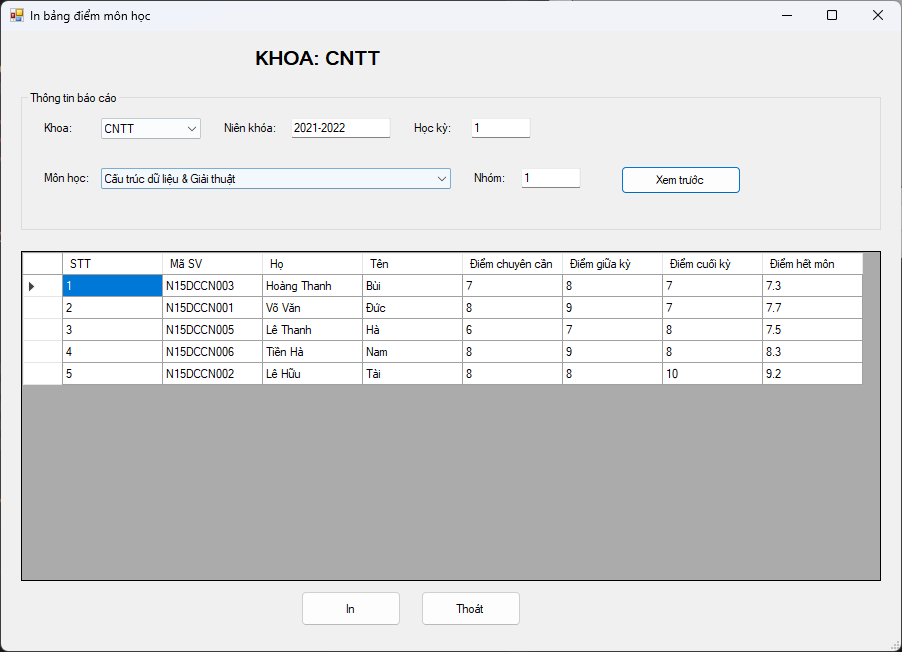 In bảng điểm môn học
KHOA: CNTT
Thông tin báo cáo
Khoa: CNTT Niên khóa: 2021-2022 Học kỳ: 1
Môn học: Cấu trúc dữ liệu & Giải thuật Nhóm: 1 Xem trước
STT Mã SV Họ Tên Điểm chuyên cần Điểm giữa kỳ Điểm cuối kỳ Điểm hết môn
1 N15DCCN003 Hoàng Thanh Bùi 7 8 7 7.3
2 N15DCCN001 Võ Văn Đức 8 9 7 7.7
3 N15DCCN005 Lê Thanh Hà 6 7 8 7.5
4 N15DCCN006 Tiến Hà Nam 8 9 8 8.3
5 N15DCCN002 Lê Hữu Tài 8 8 10 9.2
In Thoát